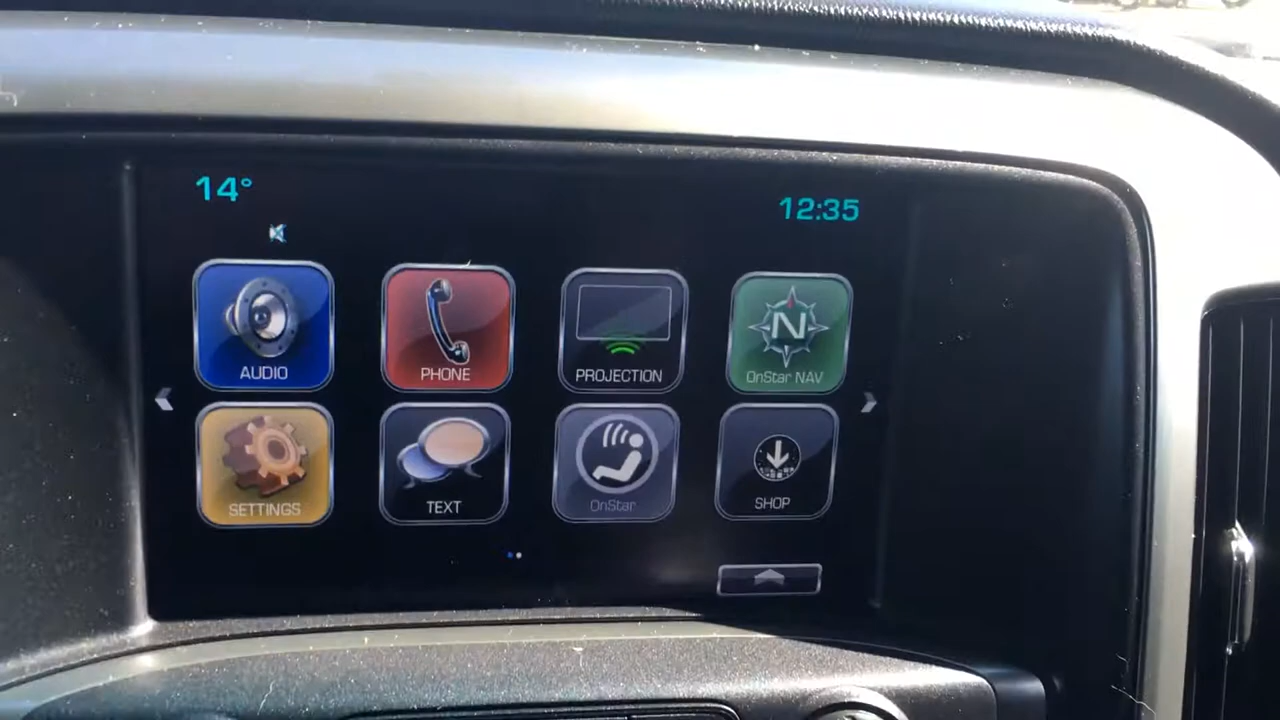 14°
12:35
AUDIO
PHONE
PROJECTION
N
OnStar NAV
SETTINGS
TEXT
OnStar
SHOP